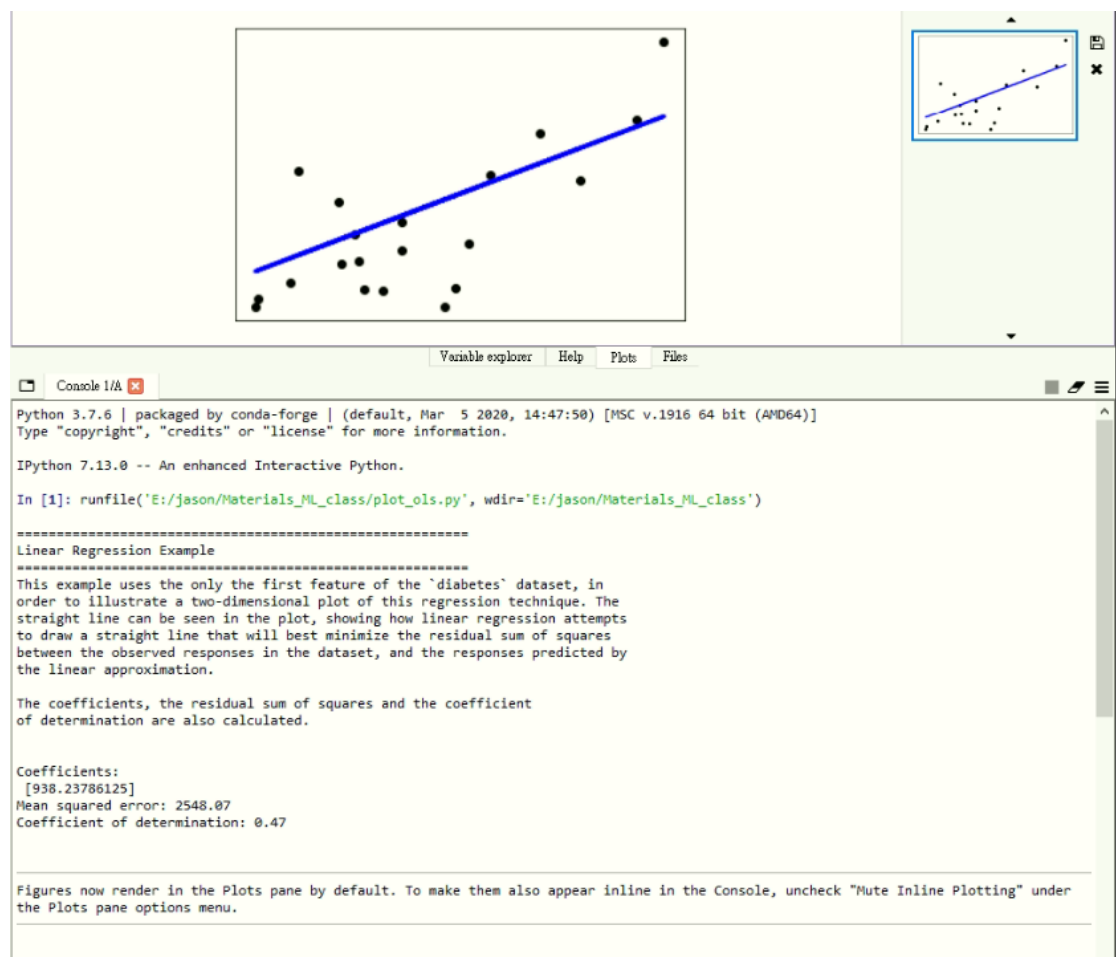 Variable explorer Help Plots Files
Console 1/A
Python 3.7.6 | packaged by conda-forge | (default, Mar  5 2020, 14:47:50) [MSC v.1916 64 bit (AMD64)]
Type "copyright", "credits" or "license" for more information.
IPython 7.13.0 -- An enhanced Interactive Python.
In [1]: runfile('E:/jason/Materials_ML_class/plot_ols.py', wdir='E:/jason/Materials_ML_class')
=========================================================
Linear Regression Example
=========================================================
This example uses the only the first feature of the `diabetes` dataset, in
order to illustrate a two-dimensional plot of this regression technique. The
straight line can be seen in the plot, showing how linear regression attempts
to draw a straight line that will best minimize the residual sum of squares
between the observed responses in the dataset, and the responses predicted by
the linear approximation.
The coefficients, the residual sum of squares and the coefficient
of determination are also calculated.
Coefficients:
[938.23786125]
Mean squared error: 2548.07
Coefficient of determination: 0.47
Figures now render in the Plots pane by default. To make them also appear inline in the Console, uncheck "Mute Inline Plotting" under
the Plots pane options menu.